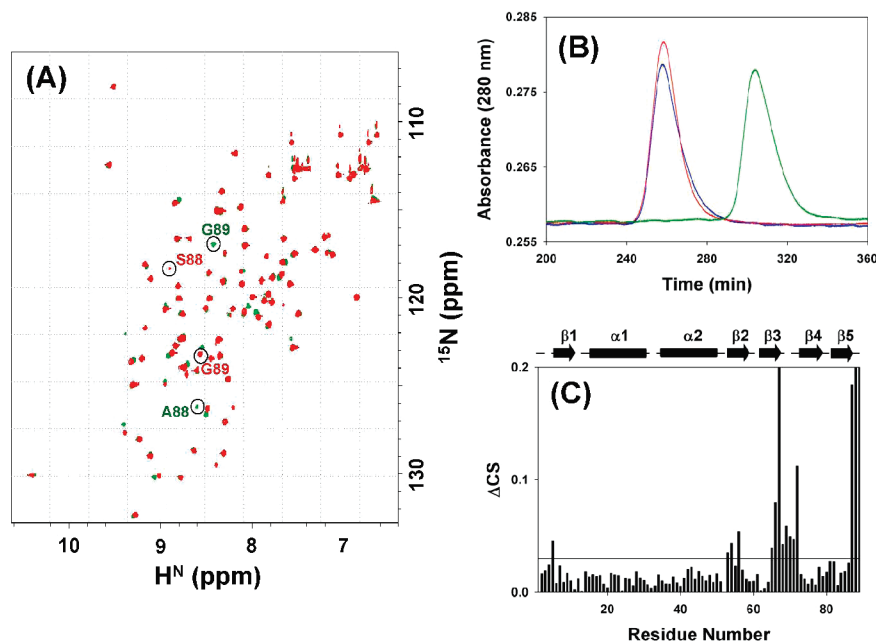 (A)
G89
S88
G89
A88
110
120
130
¹⁵N (ppm)
10 9 8 7
Hᴺ (ppm)
(B)
0.285
0.275
0.265
0.255
Absorbance (280 nm)
200 240 280 320 360
Time (min)
β1 α1 α2 β2 β3 β4 β5
(C)
0.2
0.1
0.0
ΔCS
20 40 60 80
Residue Number